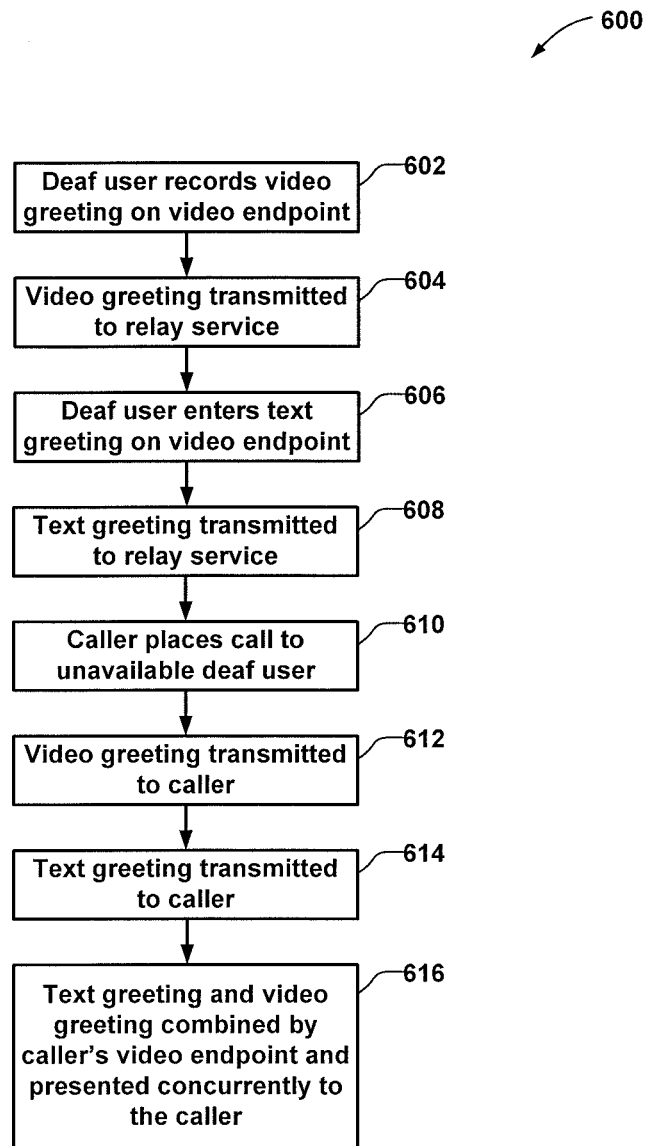 600
602
Deaf user records video
greeting on video endpoint
604
Video greeting transmitted
to relay service
606
Deaf user enters text
greeting on video endpoint
608
Text greeting transmitted
to relay service
610
Caller places call to
unavailable deaf user
612
Video greeting transmitted
to caller
614
Text greeting transmitted
to caller
616
Text greeting and video
greeting combined by
caller's video endpoint and
presented concurrently to
the caller